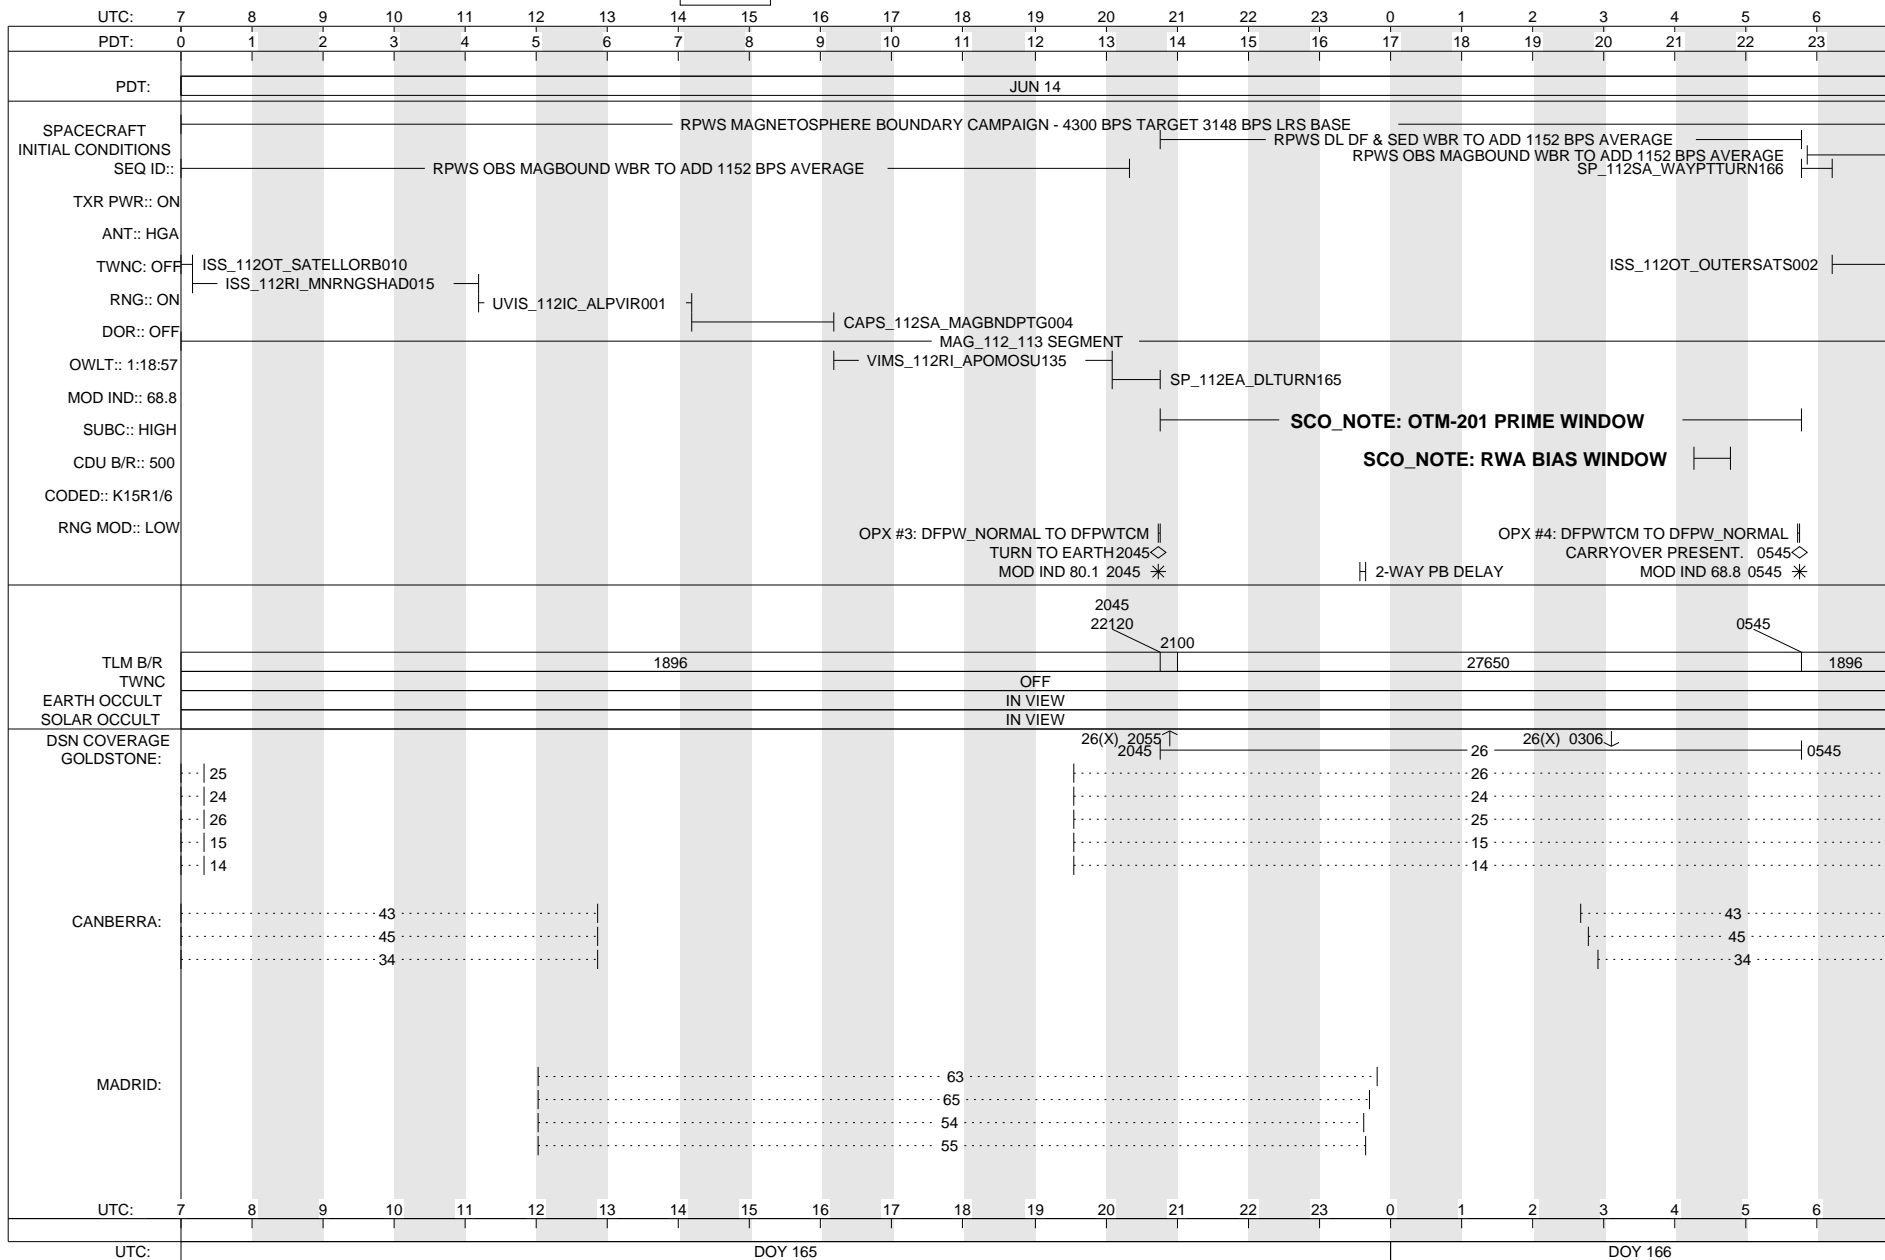 UTC: 7 8 9 10 11 12 13 14 15 16 17 18 19 20 21 22 23 0 1 2 3 4 5 6
PDT: 0 1 2 3 4 5 6 7 8 9 10 11 12 13 14 15 16 17 18 19 20 21 22 23
PDT: JUN 14
SPACECRAFT
INITIAL CONDITIONS
RPWS MAGNETOSPHERE BOUNDARY CAMPAIGN - 4300 BPS TARGET 3148 BPS LRS BASE
RPWS DL DF & SED WBR TO ADD 1152 BPS AVERAGE
RPWS OBS MAGBOUND WBR TO ADD 1152 BPS AVERAGE
SEQ ID:: RPWS OBS MAGBOUND WBR TO ADD 1152 BPS AVERAGE SP_112SA_WAYPTTURN166
TXR PWR:: ON
ANT:: HGA
TWNC: OFF ISS_112OT_SATELLORB010 ISS_112OT_OUTERSATS002
ISS_112RI_MNRNGSHAD015
RNG:: ON UVIS_112IC_ALPVIR001
CAPS_112SA_MAGBNDPTG004
DOR:: OFF
MAG_112_113 SEGMENT
OWLT:: 1:18:57 VIMS_112RI_APOMOSU135
SP_112EA_DLTURN165
MOD IND:: 68.8
SUBC:: HIGH SCO_NOTE: OTM-201 PRIME WINDOW
CDU B/R:: 500 SCO_NOTE: RWA BIAS WINDOW
CODED:: K15R1/6
RNG MOD:: LOW OPX #3: DFPW_NORMAL TO DFPWTCM OPX #4: DFPWTCM TO DFPW_NORMAL
TURN TO EARTH 2045 CARRYOVER PRESENT. 0545
MOD IND 80.1 2045 2-WAY PB DELAY MOD IND 68.8 0545
2045
22120 0545
2100
TLM B/R 1896 27650 1896
TWNC OFF
EARTH OCCULT IN VIEW
SOLAR OCCULT IN VIEW
DSN COVERAGE 26(X) 2055 26(X) 0306
GOLDSTONE: 2045 26 0545
25 26
24 24
26 25
15 15
14 14
CANBERRA: 43 43
45 45
34 34
MADRID: 63
65
54
55
UTC: 7 8 9 10 11 12 13 14 15 16 17 18 19 20 21 22 23 0 1 2 3 4 5 6
UTC: DOY 165 DOY 166